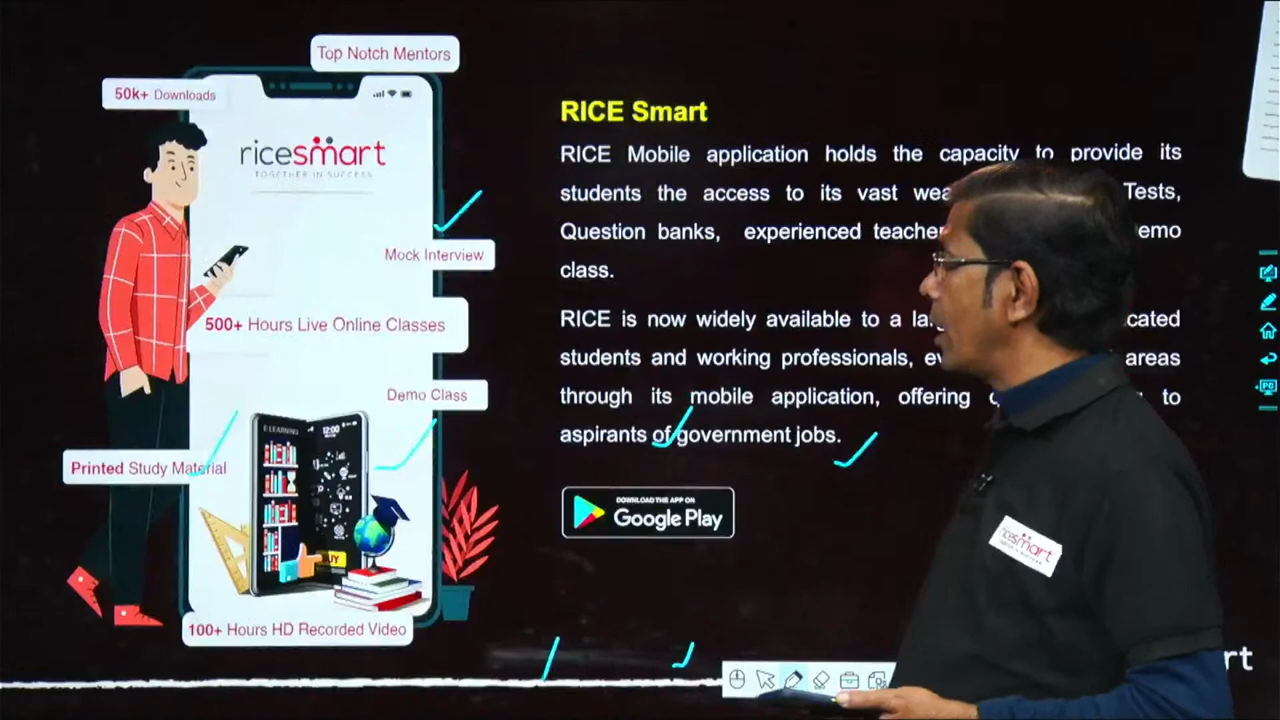 Top Notch Mentors
50k+ Downloads
ricesmart
TOGETHER IN SUCCESS
Mock Interview
500+ Hours Live Online Classes
Demo Class
E LEARNING
12:00
Printed Study Material
BUY
100+ Hours HD Recorded Video
RICE Smart
RICE Mobile application holds the capacity to provide its
students the access to its vast Tests,
Question banks, experienced
class.
RICE is now widely available to a
students and working professionals, areas
through its mobile application, offering to
aspirants of government jobs.
DOWNLOAD THE APP ON
Google Play
ricesmart
PC